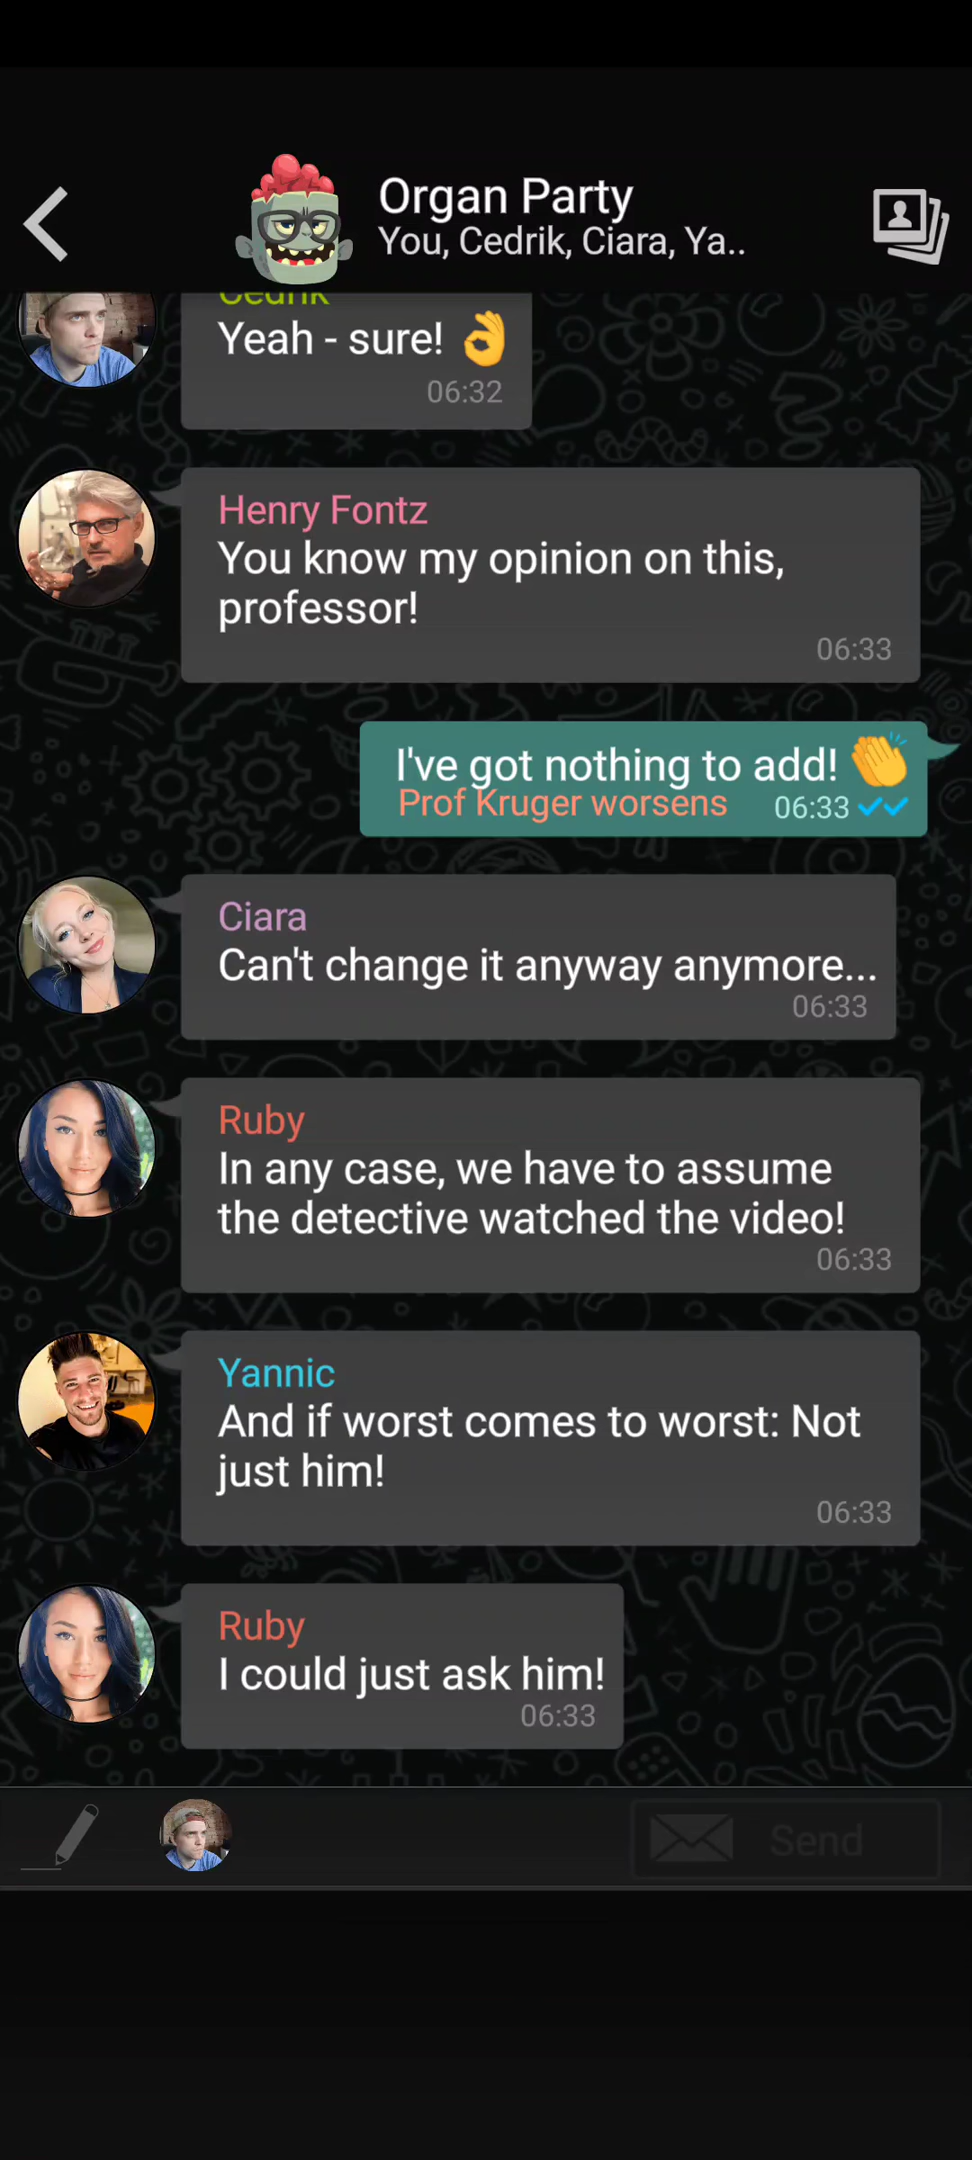 Organ Party
You, Cedrik, Ciara, Ya..
Cedrik
Yeah - sure! 👌
06:32
Henry Fontz
You know my opinion on this,
professor!
06:33
I've got nothing to add! 👏
Prof Kruger worsens 06:33
Ciara
Can't change it anyway anymore...
06:33
Ruby
In any case, we have to assume
the detective watched the video!
06:33
Yannic
And if worst comes to worst: Not
just him!
06:33
Ruby
I could just ask him!
06:33
Send